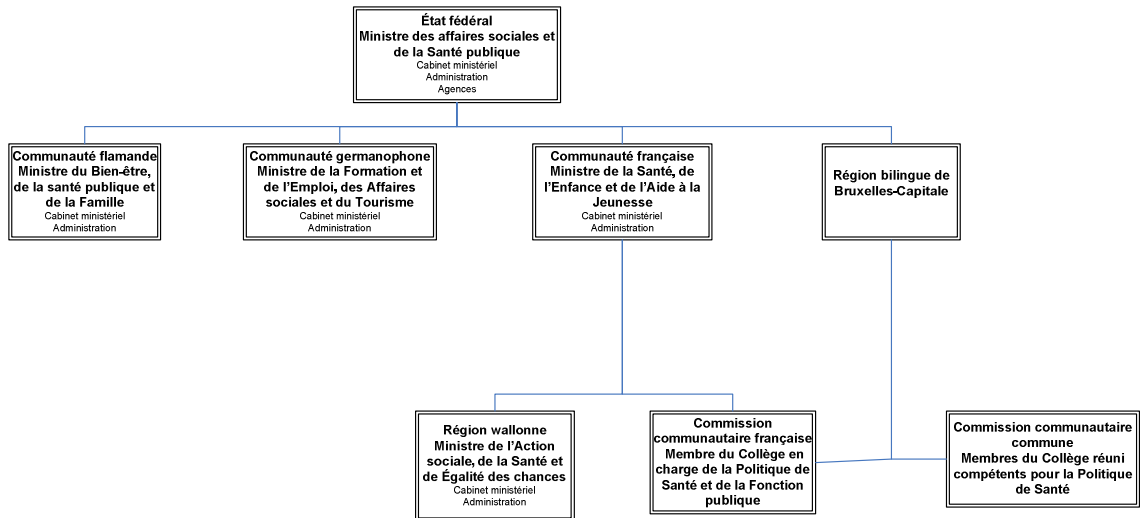 État fédéral
Ministre des affaires sociales et
de la Santé publique
Cabinet ministériel
Administration
Agences
Communauté flamande
Ministre du Bien-être,
de la santé publique et
de la Famille
Cabinet ministériel
Administration
Communauté germanophone
Ministre de la Formation et
de l'Emploi, des Affaires
sociales et du Tourisme
Cabinet ministériel
Administration
Communauté française
Ministre de la Santé, de
l'Enfance et de l'Aide à la
Jeunesse
Cabinet ministériel
Administration
Région bilingue de
Bruxelles-Capitale
Région wallonne
Ministre de l'Action
sociale, de la Santé et
de Égalité des chances
Cabinet ministériel
Administration
Commission
communautaire française
Membre du Collège en
charge de la Politique de
Santé et de la Fonction
publique
Commission communautaire
commune
Membres du Collège réuni
compétents pour la Politique
de Santé